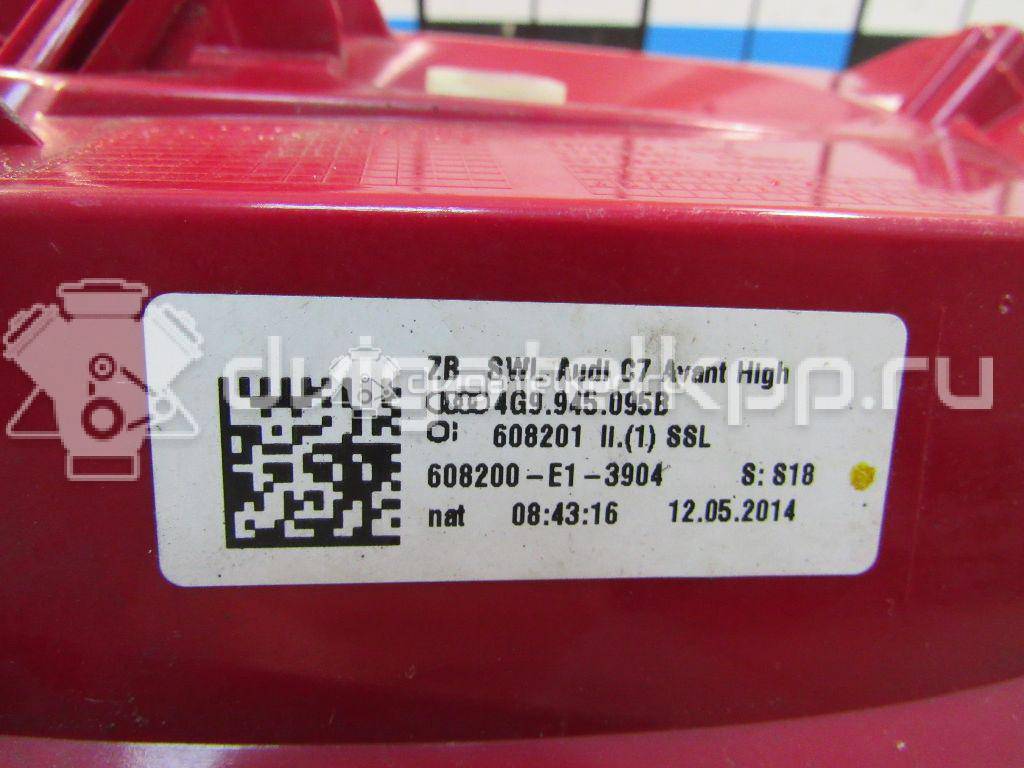 ZB SWL Audi C7 Avant High
4G9.945.095B
608201 II.(1) SSL
608200-E1-3904 S: S18
nat 08:43:16 12.05.2014
dvigatelkpp.ru